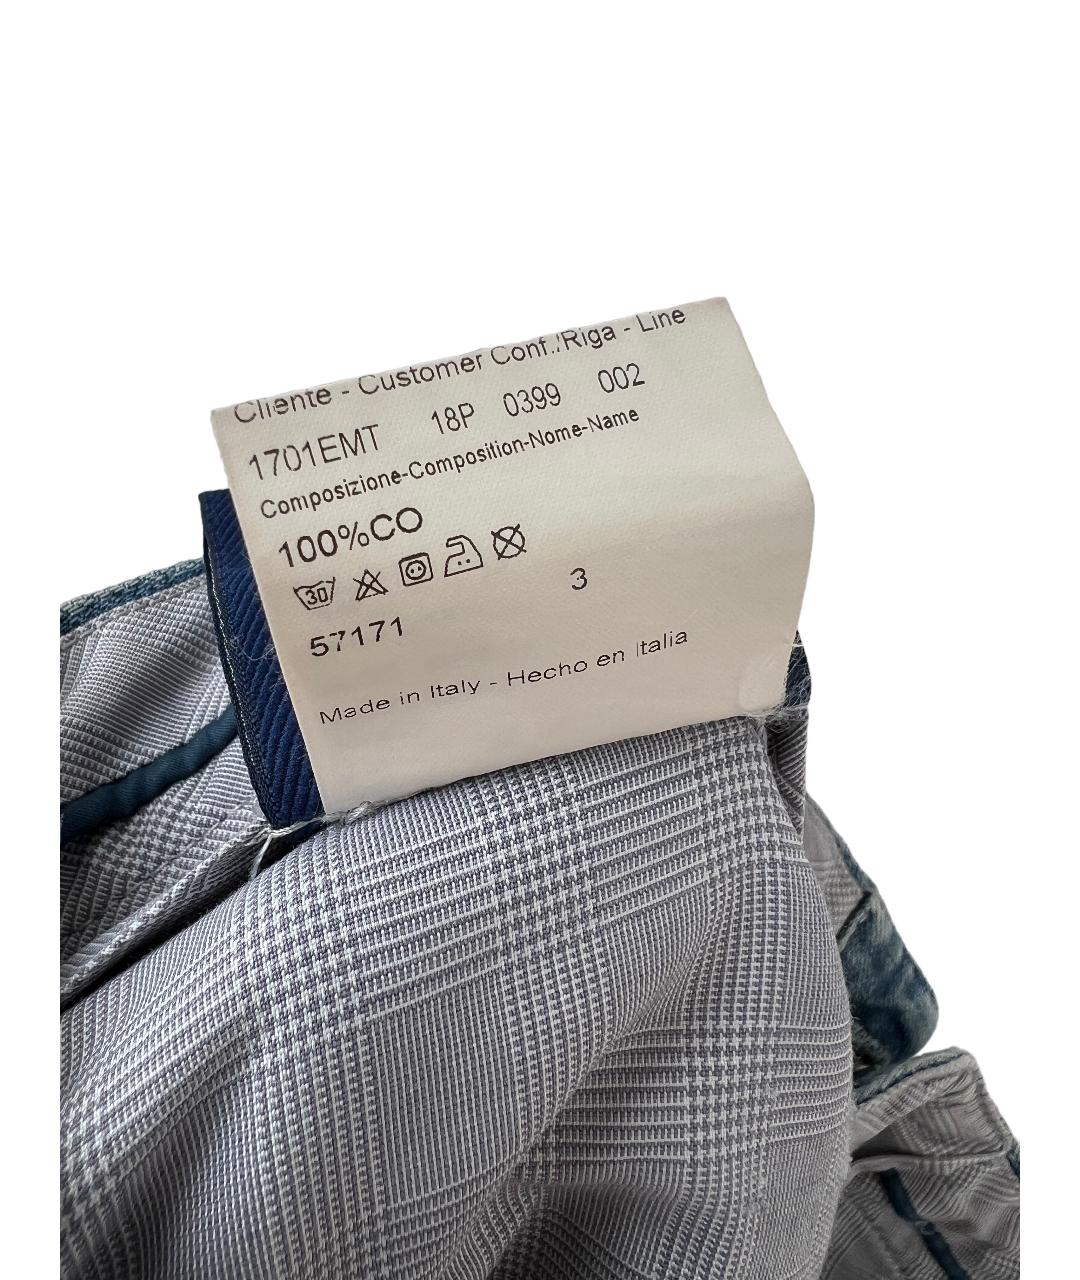 Cliente - Customer Conf./Riga - Line
1701EMT 18P 0399 002
Composizione-Composition-Nome-Name
100%CO
30
3
57171
Made in Italy - Hecho en Italia